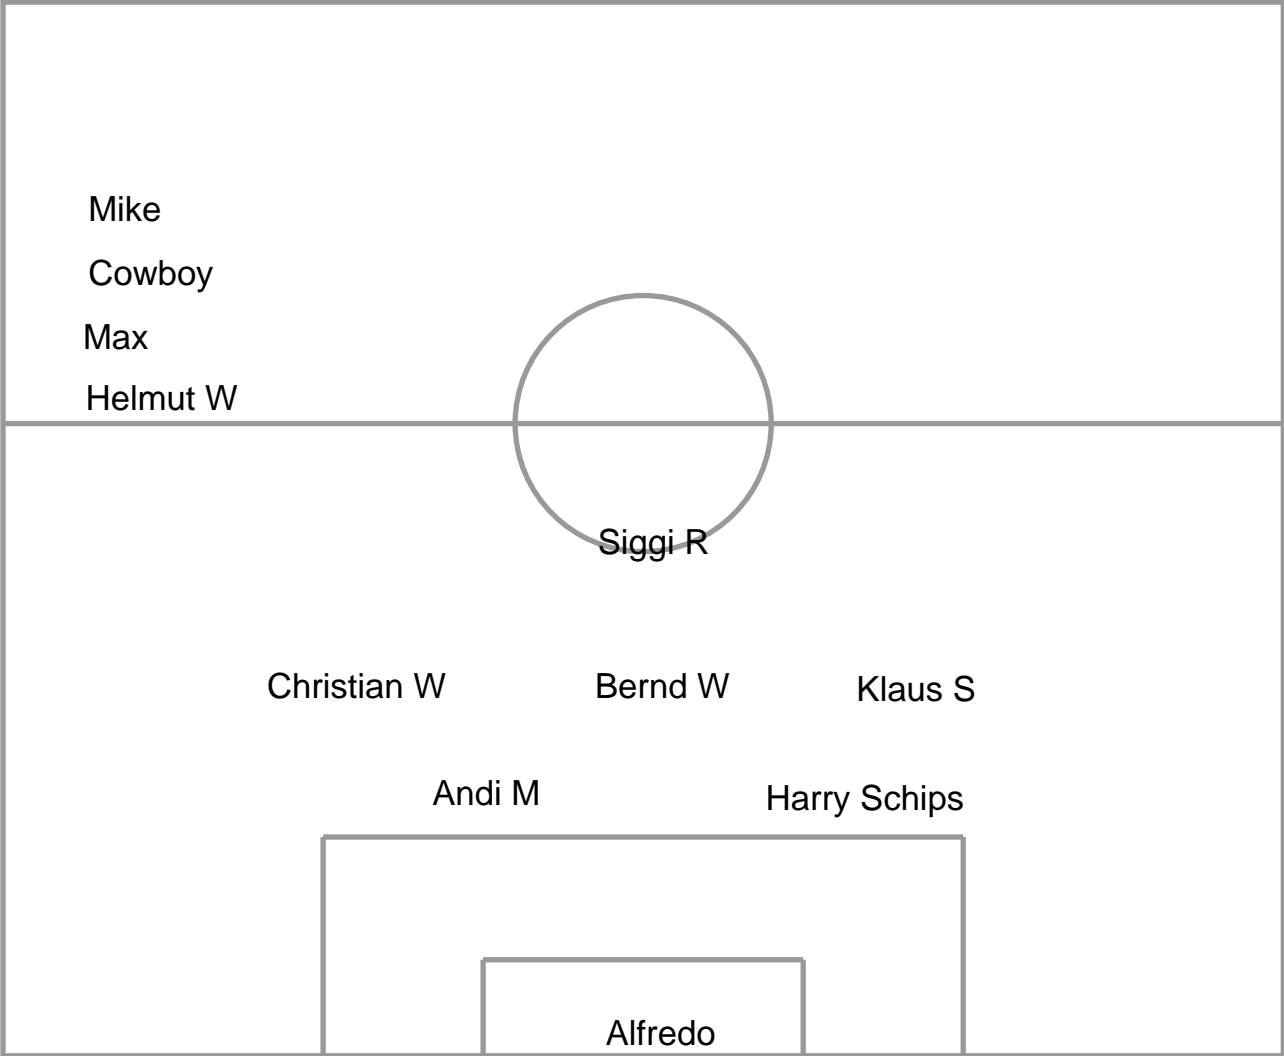 Mike
Cowboy
Max
Helmut W
Siggi R
Christian W Bernd W Klaus S
Andi M Harry Schips
Alfredo